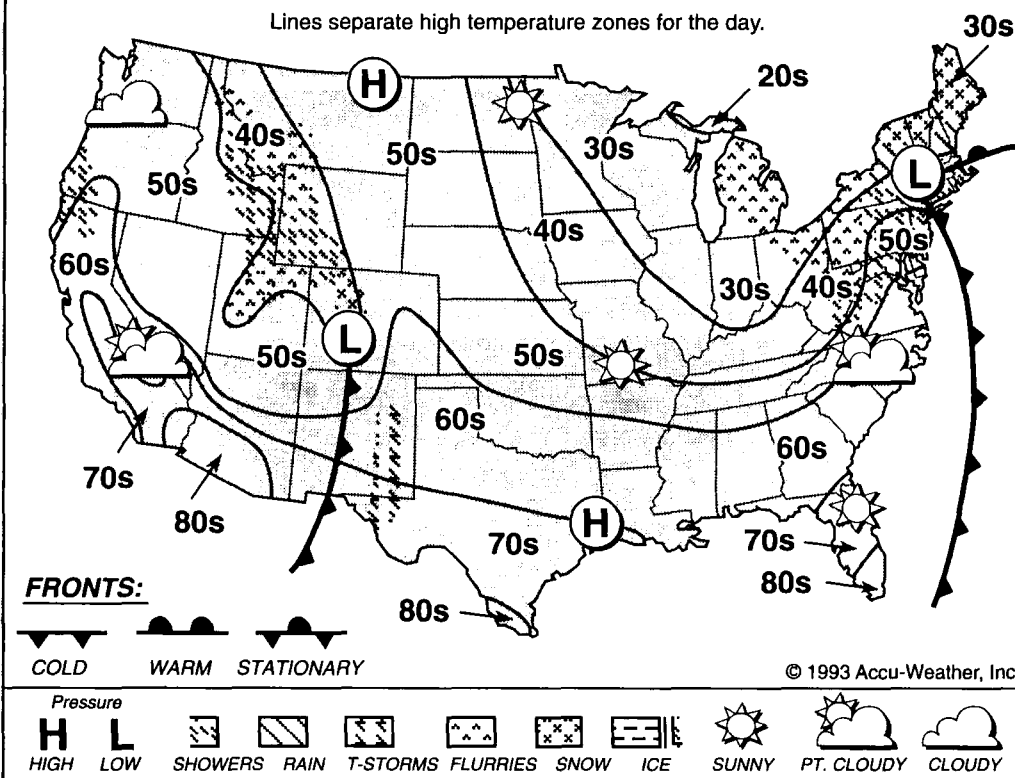 Lines separate high temperature zones for the day.
30s
20s
H
40s
50s
30s
50s
L
40s
50s
60s
30s
40s
L
50s
50s
60s
60s
70s
80s
H
70s
70s
80s
80s
FRONTS:
COLD WARM STATIONARY
© 1993 Accu-Weather, Inc
Pressure
H L
HIGH LOW SHOWERS RAIN T-STORMS FLURRIES SNOW ICE SUNNY PT. CLOUDY CLOUDY